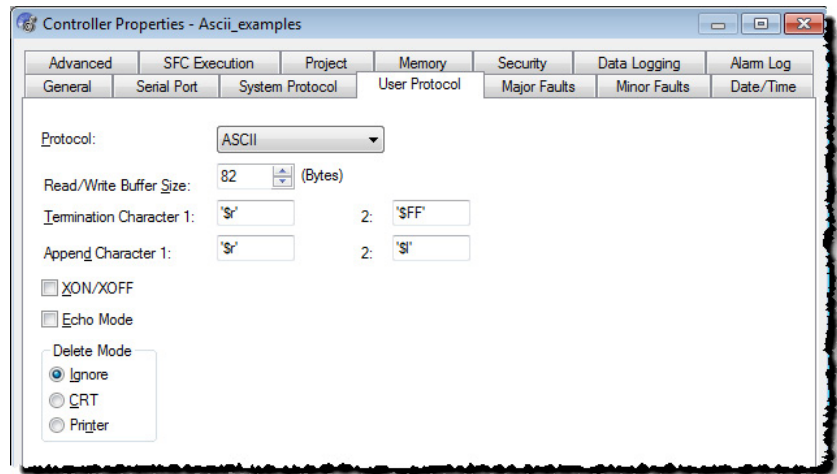 Controller Properties - Ascii_examples
Advanced SFC Execution Project Memory Security Data Logging Alarm Log
General Serial Port System Protocol User Protocol Major Faults Minor Faults Date/Time
Protocol: ASCII
Read/Write Buffer Size: 82 (Bytes)
Termination Character 1: '$r' 2: '$FF'
Append Character 1: '$r' 2: '$l'
XON/XOFF
Echo Mode
Delete Mode
Ignore
CRT
Printer